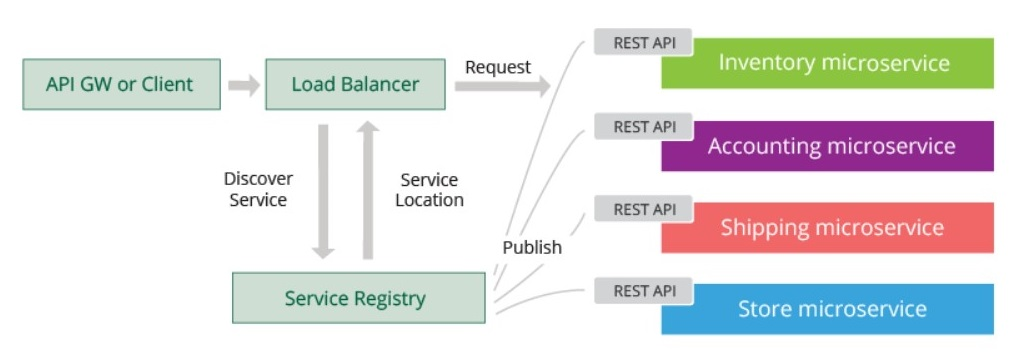 API GW or Client
Load Balancer
Request
REST API
Inventory microservice
REST API
Accounting microservice
Discover
Service
Service
Location
REST API
Shipping microservice
Publish
Service Registry
REST API
Store microservice